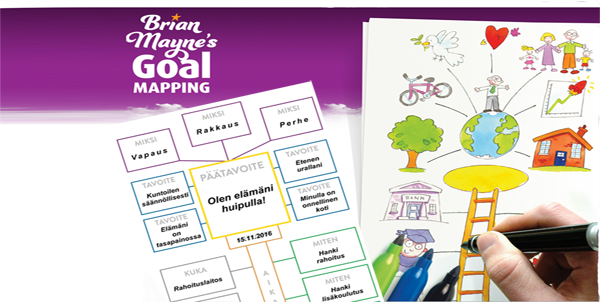 Brian
Mayne's
Goal
MAPPING
MIKSI
Vapaus
MIKSI
Rakkaus
MIKSI
Perhe
TAVOITE
Kuntoilen
säännöllisesti
TAVOITE
Elämäni
on
tasapainossa
PÄÄTAVOITE
Olen elämäni
huipulla!
TAVOITE
Etenen
urallani
TAVOITE
Minulla on
onnellinen
koti
15.11.2016
AIKA
KUKA
Rahoituslaitos
MITEN
Hanki
rahoitus
MITEN
Hanki
lisäkoulutus
BANK